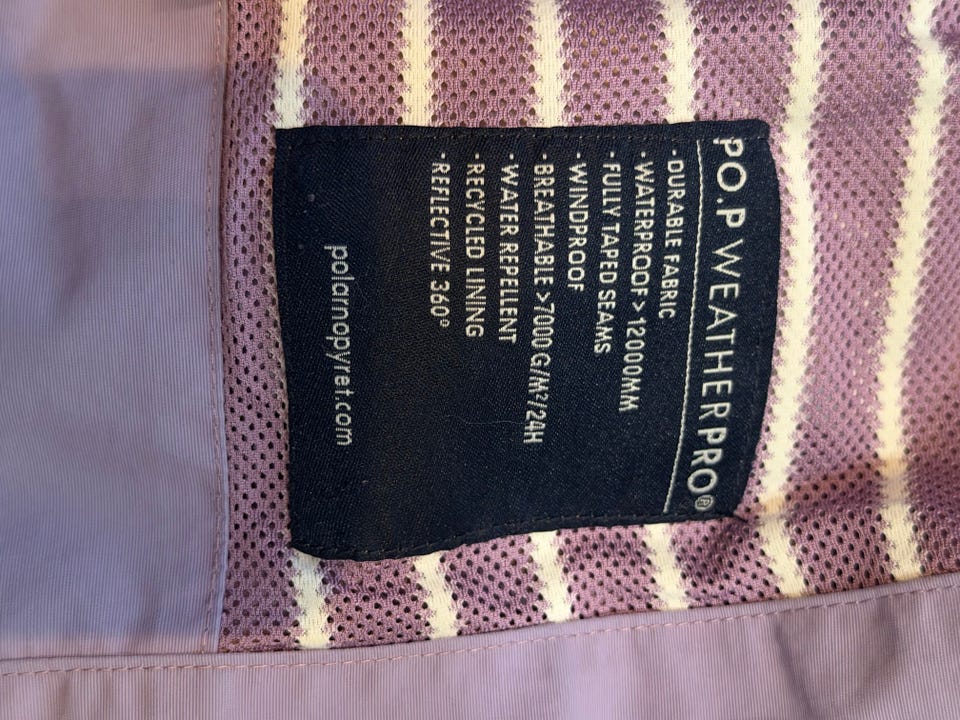 PO.P WEATHERPRO®
·DURABLE FABRIC
·WATERPROOF>12000MM
·FULLY TAPED SEAMS
·WINDPROOF
·BREATHABLE>7000G/M²/24H
·WATER REPELLENT
·RECYCLED LINING
·REFLECTIVE 360°
polarnopyret.com